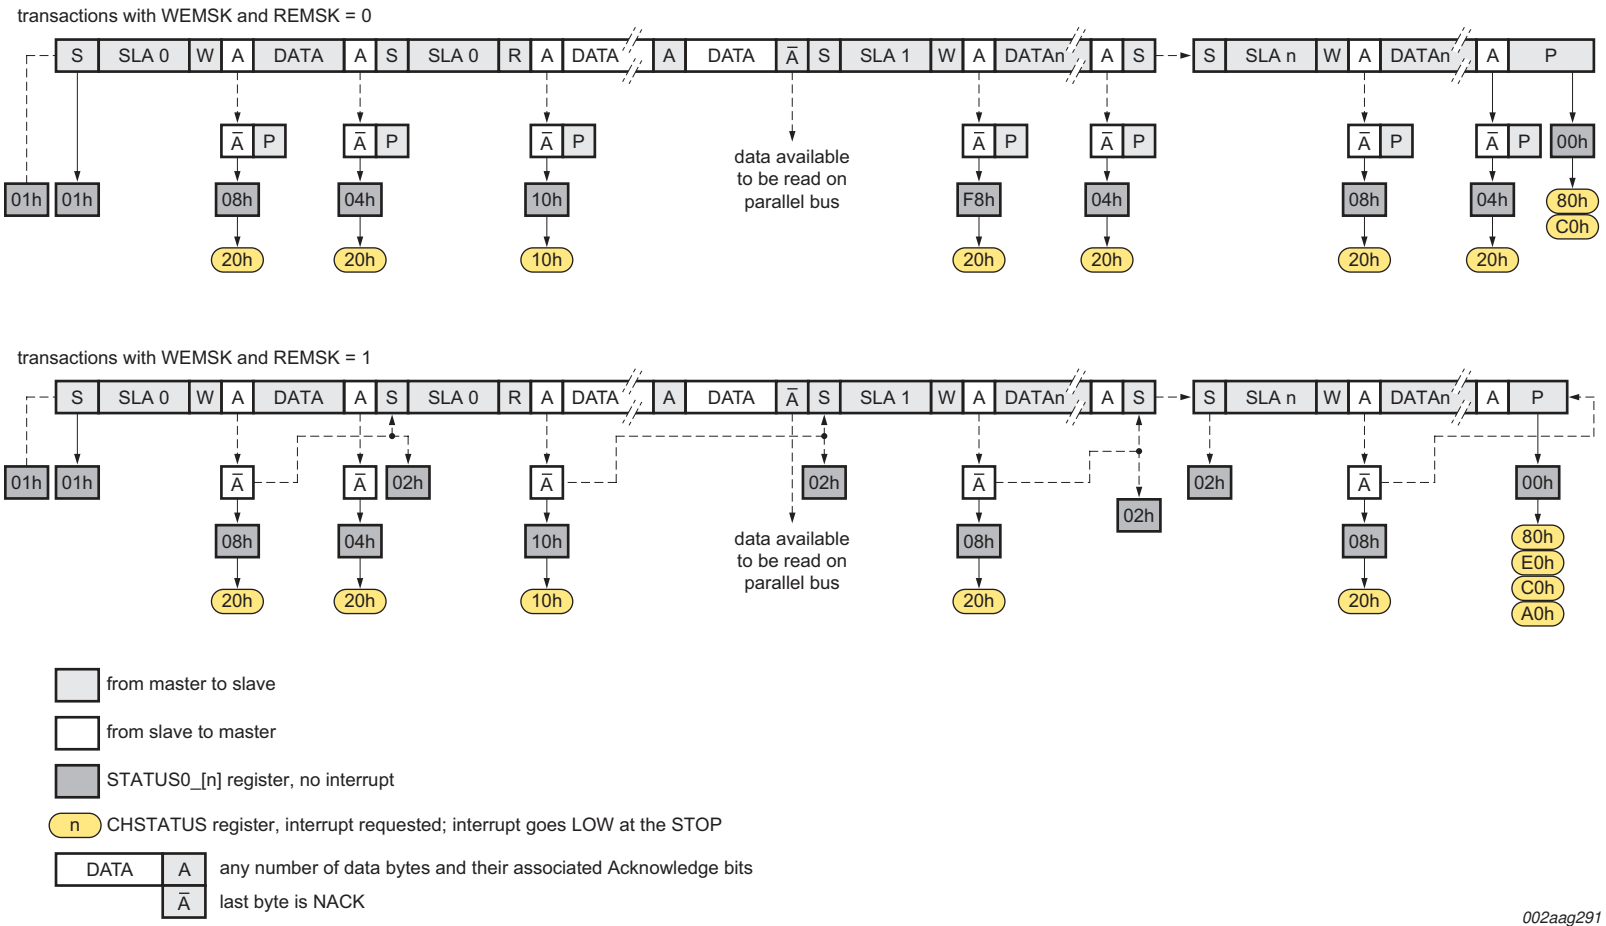 transactions with WEMSK and REMSK = 0
S SLA 0 W A DATA A S SLA 0 R A DATA A DATA A̅ S SLA 1 W A DATAn A S S SLA n W A DATAn A P
A̅ P A̅ P A̅ P A̅ P A̅ P A̅ P A̅ P 00h
data available
to be read on
parallel bus
01h 01h 08h 04h 10h F8h 04h 08h 04h 80h
C0h
20h 20h 10h 20h 20h 20h 20h
transactions with WEMSK and REMSK = 1
S SLA 0 W A DATA A S SLA 0 R A DATA A DATA A̅ S SLA 1 W A DATAn A S S SLA n W A DATAn A P
01h 01h A̅ A̅ 02h A̅ 02h A̅ 02h A̅ 00h
02h
08h 04h 10h 08h 08h 80h
data available
to be read on
parallel bus
E0h
C0h
20h 20h 10h 20h 20h A0h
from master to slave
from slave to master
STATUS0_[n] register, no interrupt
n CHSTATUS register, interrupt requested; interrupt goes LOW at the STOP
DATA A any number of data bytes and their associated Acknowledge bits
A̅ last byte is NACK
002aag291